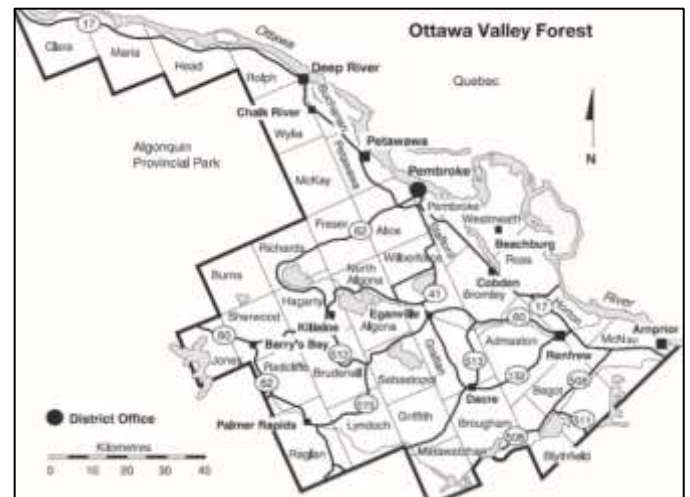 Ottawa Valley Forest
17
Ottawa
Clara
Maria
Head
Rolph
Deep River
Quebec
Buchanan
Chalk River
Wylie
Petawawa
Petawawa
Algonquin
Provincial Park
N
McKay
Pembroke
Pembroke
Fraser
62
Alice
Stafford
Westmeath
Beachburg
Richards
Wilberforce
Ross
Burns
North
Algona
Cobden
Bromley
Hagarty
41
17
Horton
River
Sherwood
Killaloe
Eganville
Algona
60
Arnprior
60
Barry's Bay
512
Grattan
Admaston
McNab
Jones
Radcliffe
Brudenell
513
Renfrew
62
Sebastopol
132
508
District Office
515
Dacre
Bagot
Palmer Rapids
Griffith
511
Kilometres
Lyndoch
Brougham
Raglan
508
Matawatchan
Blythfield
0 10 20 30 40